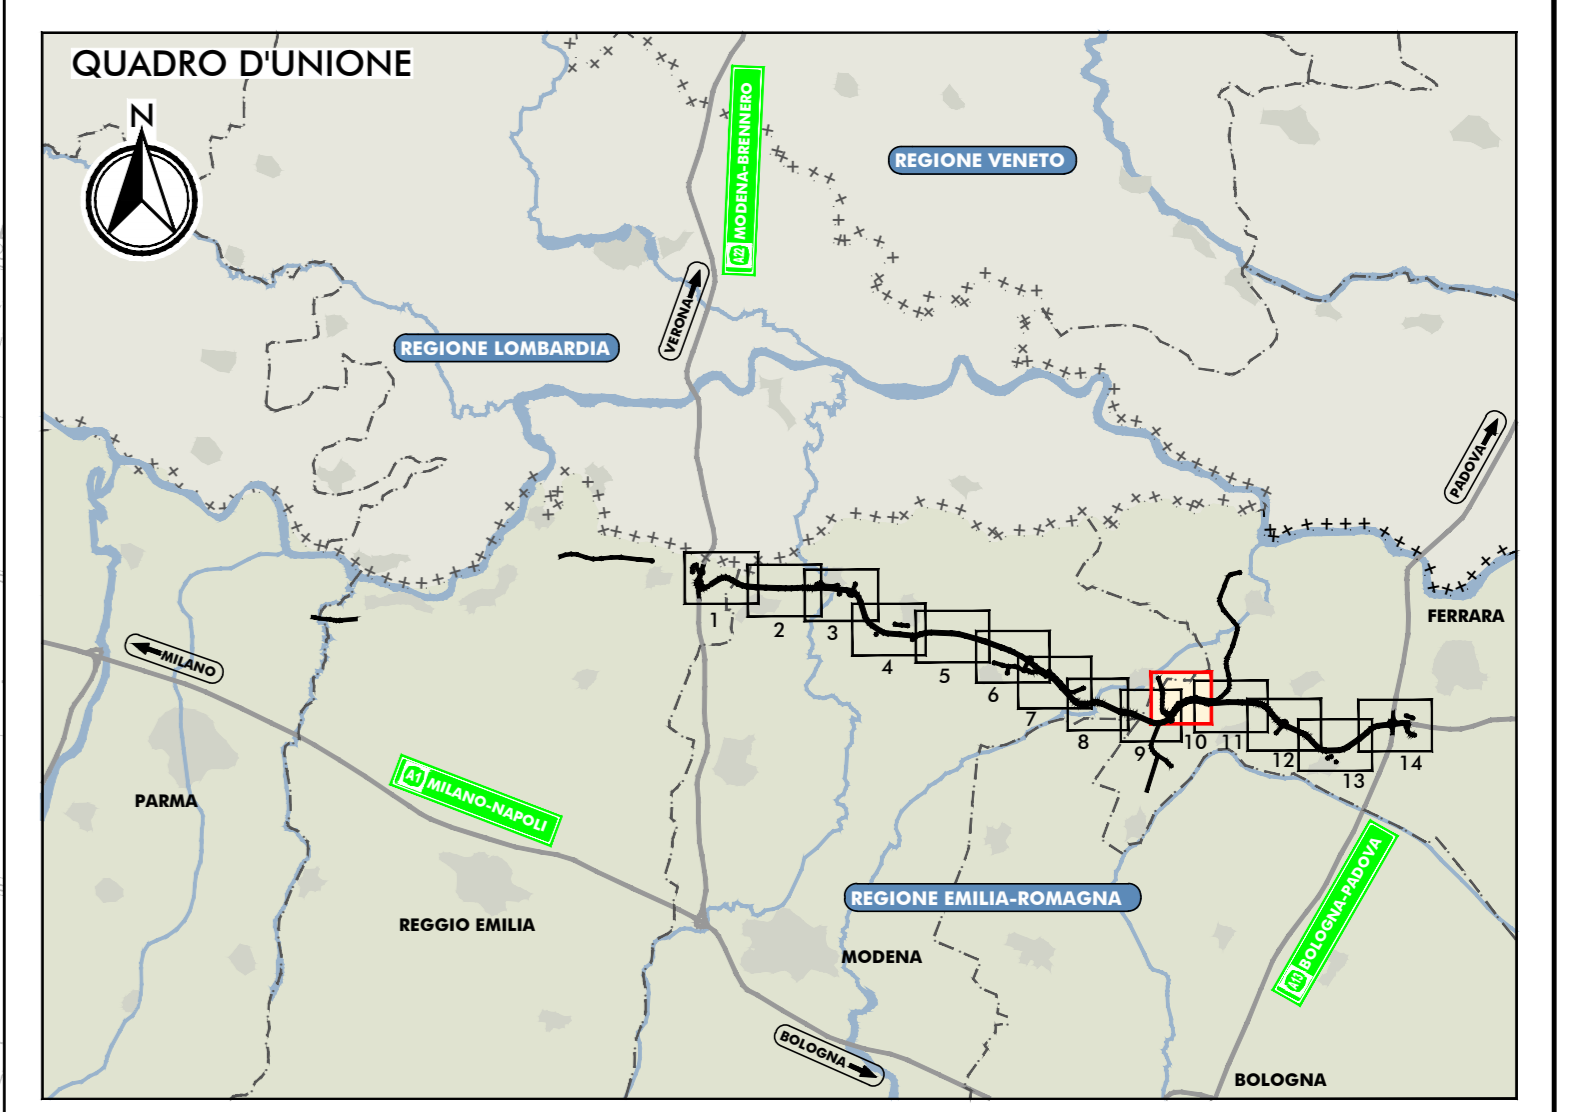 QUADRO D'UNIONE
N
A22 MODENA-BRENNERO
REGIONE VENETO
VERONA
REGIONE LOMBARDIA
PADOVA
FERRARA
MILANO
1
2
3
4
5
6
7
8
9
10
11
12
13
14
PARMA
A1 MILANO-NAPOLI
REGGIO EMILIA
REGIONE EMILIA-ROMAGNA
MODENA
A13 BOLOGNA-PADOVA
BOLOGNA
BOLOGNA